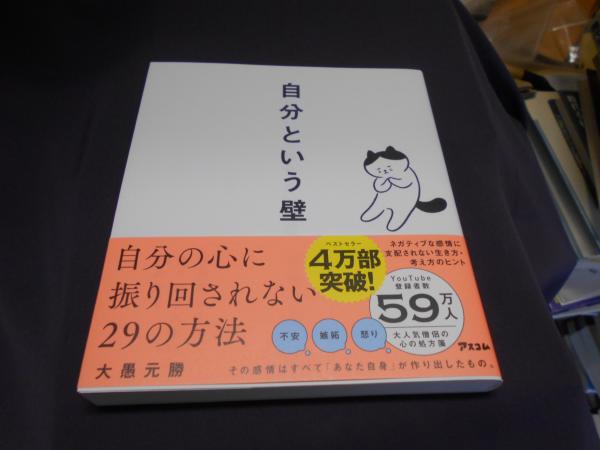 自分という壁
自分の心に
振り回されない
29の方法
大愚元勝
ベストセラー
4万部
突破!
ネガティブな感情に
支配されない生き方・
考え方のヒント
YouTube
登録者数
59万人
大人気僧侶の
心の処方箋
不安
嫉妬
怒り
アスコム
その感情はすべて「あなた自身」が作り出したもの。